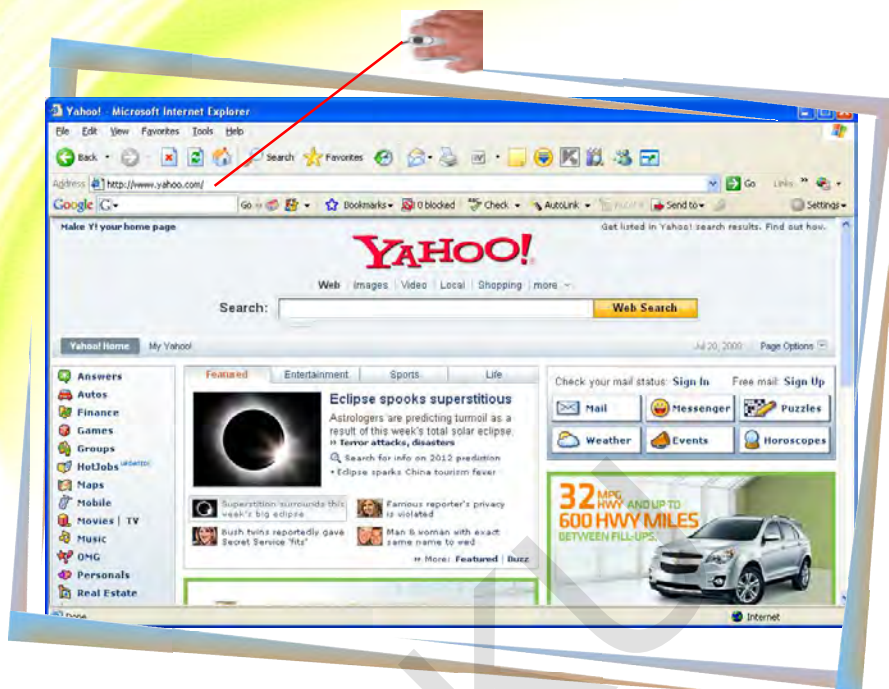 Yahoo! - Microsoft Internet Explorer
File Edit View Favorites Tools Help
Back Search Favorites
Address http://www.yahoo.com/ Go Links »
Google G Go Bookmarks 0 blocked Check AutoLink Send to Settings
Make Y! your home page
Get listed in Yahoo! search results. Find out how.
YAHOO!
Web Images Video Local Shopping more
Search: Web Search
Yahoo! Home My Yahoo! Jul 20, 2009 Page Options
Answers
Autos
Finance
Games
Groups
HotJobs UPDATED
Maps
Mobile
Movies | TV
Music
OMG
Personals
Real Estate
Featured Entertainment Sports Life
Eclipse spooks superstitious
Astrologers are predicting turmoil as a
result of this week's total solar eclipse.
» Terror attacks, disasters
Search for info on 2012 prediction
• Eclipse sparks China tourism fever
Superstition surrounds this
week's big eclipse
Famous reporter's privacy
is violated
Bush twins reportedly gave
Secret Service 'fits'
Man & woman with exact
same name to wed
» More: Featured | Buzz
Check your mail status: Sign In Free mail: Sign Up
Mail Messenger Puzzles
Weather Events Horoscopes
32 MPG HWY AND UP TO
600 HWY MILES
BETWEEN FILL-UPS.
Done Internet